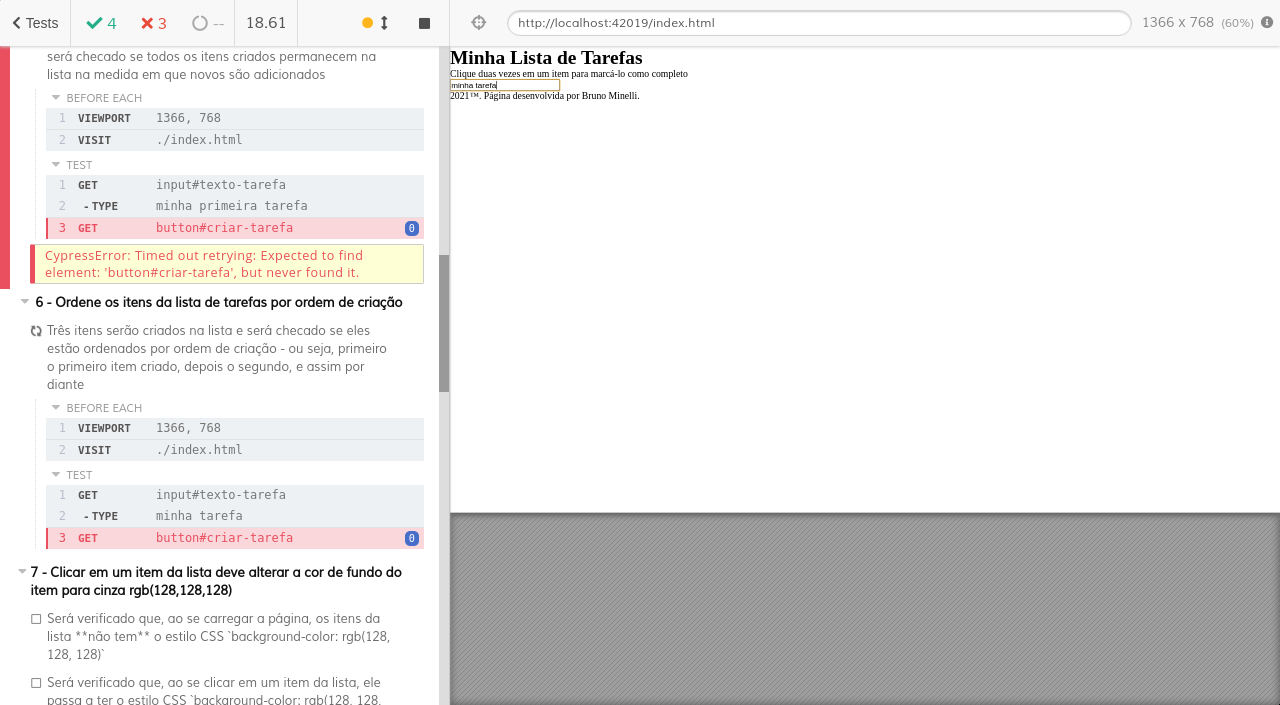 Tests
4
3
--
18.61
http://localhost:42019/index.html
1366 x 768 (60%)
será checado se todos os itens criados permanecem na
lista na medida em que novos são adicionados
BEFORE EACH
1 VIEWPORT 1366, 768
2 VISIT ./index.html
TEST
1 GET input#texto-tarefa
2 -TYPE minha primeira tarefa
3 GET button#criar-tarefa 0
CypressError: Timed out retrying: Expected to find
element: 'button#criar-tarefa', but never found it.
6 - Ordene os itens da lista de tarefas por ordem de criação
Três itens serão criados na lista e será checado se eles
estão ordenados por ordem de criação - ou seja, primeiro
o primeiro item criado, depois o segundo, e assim por
diante
BEFORE EACH
1 VIEWPORT 1366, 768
2 VISIT ./index.html
TEST
1 GET input#texto-tarefa
2 -TYPE minha tarefa
3 GET button#criar-tarefa 0
7 - Clicar em um item da lista deve alterar a cor de fundo do
item para cinza rgb(128,128,128)
Será verificado que, ao se carregar a página, os itens da
lista **não tem** o estilo CSS `background-color: rgb(128,
128, 128)`
Será verificado que, ao se clicar em um item da lista, ele
passa a ter o estilo CSS `background-color: rgb(128, 128,
Minha Lista de Tarefas
Clique duas vezes em um item para marcá-lo como completo
minha tarefa
2021™. Página desenvolvida por Bruno Minelli.